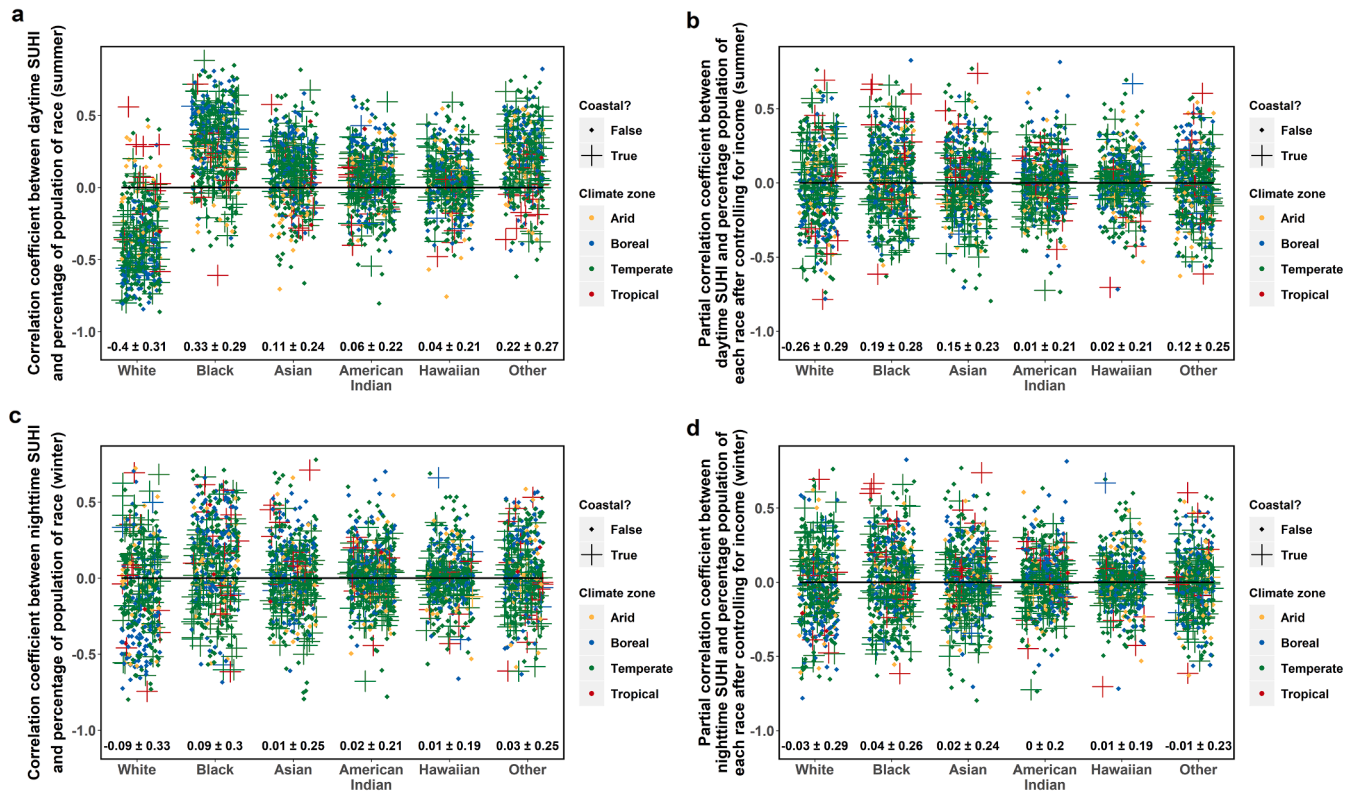 a
Correlation coefficient between daytime SUHI
and percentage of population of race (summer)
0.5
0.0
-0.5
-1.0
-0.4 ± 0.31
0.33 ± 0.29
0.11 ± 0.24
0.06 ± 0.22
0.04 ± 0.21
0.22 ± 0.27
White
Black
Asian
American
Indian
Hawaiian
Other
Coastal?
False
True
Climate zone
Arid
Boreal
Temperate
Tropical
b
Partial correlation coefficient between
daytime SUHI and percentage population of
each race after controlling for income (summer)
0.5
0.0
-0.5
-1.0
-0.26 ± 0.29
0.19 ± 0.28
0.15 ± 0.23
0.01 ± 0.21
0.02 ± 0.21
0.12 ± 0.25
White
Black
Asian
American
Indian
Hawaiian
Other
Coastal?
False
True
Climate zone
Arid
Boreal
Temperate
Tropical
c
Correlation coefficient between nighttime SUHI
and percentage of population of race (winter)
0.5
0.0
-0.5
-1.0
-0.09 ± 0.33
0.09 ± 0.3
0.01 ± 0.25
0.02 ± 0.21
0.01 ± 0.19
0.03 ± 0.25
White
Black
Asian
American
Indian
Hawaiian
Other
Coastal?
False
True
Climate zone
Arid
Boreal
Temperate
Tropical
d
Partial correlation coefficient between
nighttime SUHI and percentage population of
each race after controlling for income (winter)
0.5
0.0
-0.5
-1.0
-0.03 ± 0.29
0.04 ± 0.26
0.02 ± 0.24
0 ± 0.2
0.01 ± 0.19
-0.01 ± 0.23
White
Black
Asian
American
Indian
Hawaiian
Other
Coastal?
False
True
Climate zone
Arid
Boreal
Temperate
Tropical